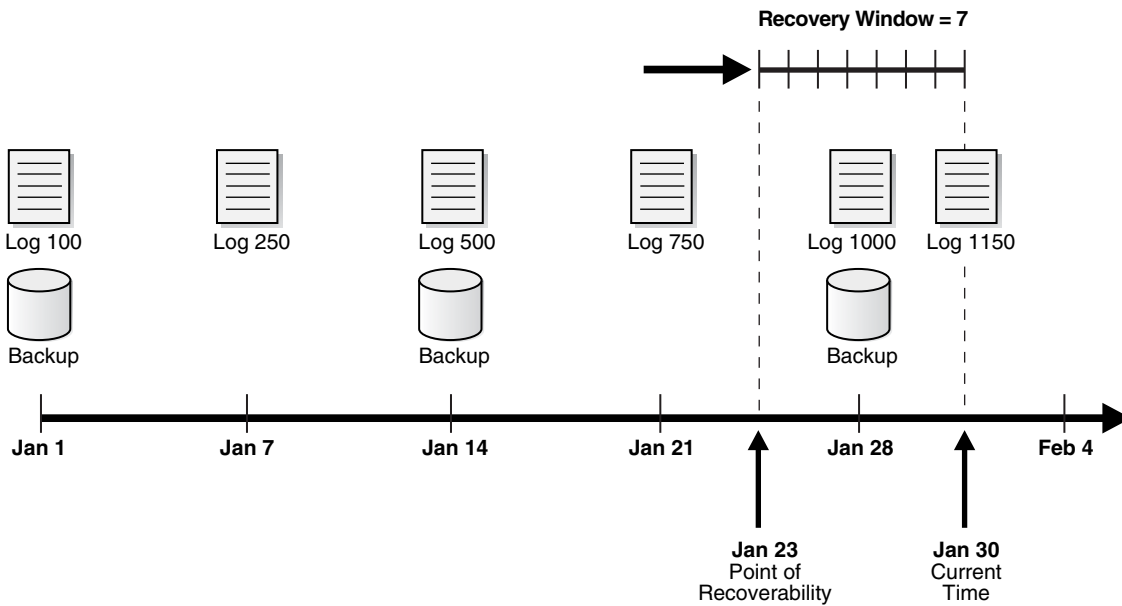 Recovery Window = 7
Log 100
Log 250
Log 500
Log 750
Log 1000
Log 1150
Backup
Backup
Backup
Jan 1
Jan 7
Jan 14
Jan 21
Jan 28
Feb 4
Jan 23
Point of
Recoverability
Jan 30
Current
Time